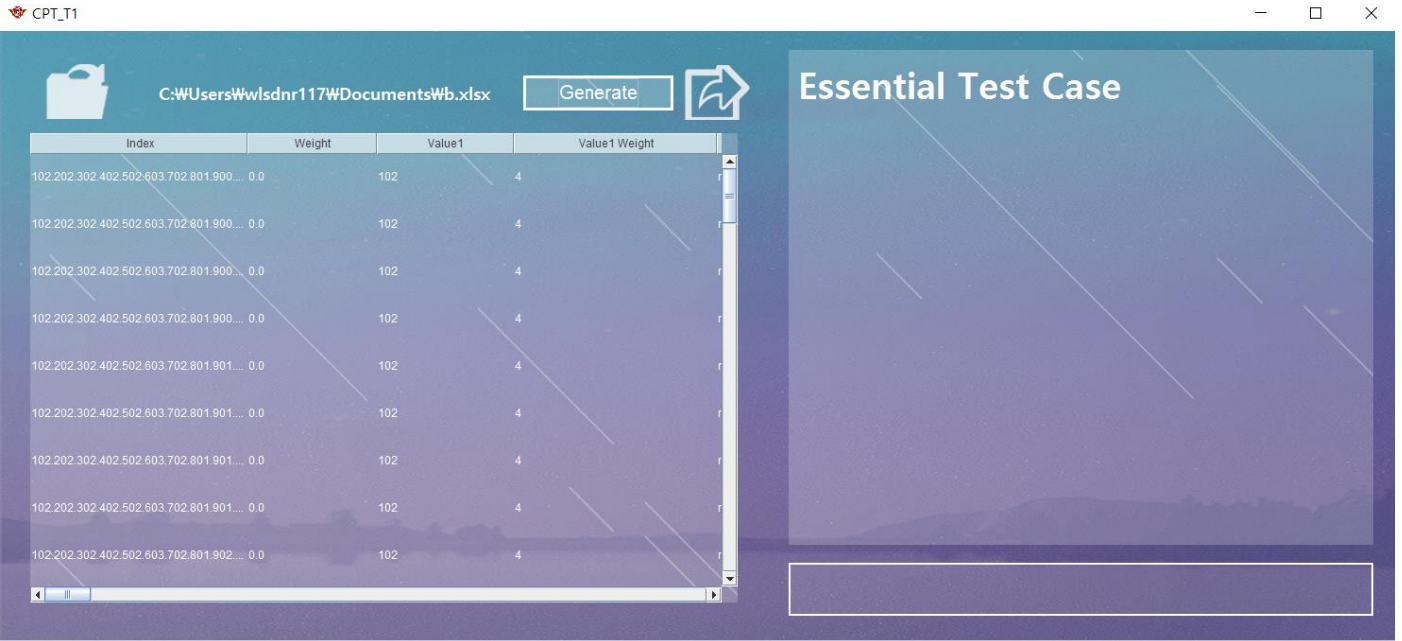 CPT_T1
C:₩Users₩wlsdnr117₩Documents₩b.xlsx Generate
Essential Test Case
Index Weight Value1 Value1 Weight
102.202.302.402.502.603.702.801.900.... 0.0 102 4 r
102.202.302.402.502.603.702.801.900.... 0.0 102 4 r
102.202.302.402.502.603.702.801.900.... 0.0 102 4 r
102.202.302.402.502.603.702.801.900.... 0.0 102 4 r
102.202.302.402.502.603.702.801.901.... 0.0 102 4 r
102.202.302.402.502.603.702.801.901.... 0.0 102 4 r
102.202.302.402.502.603.702.801.901.... 0.0 102 4 r
102.202.302.402.502.603.702.801.901.... 0.0 102 4 r
102.202.302.402.502.603.702.801.902.... 0.0 102 4 r